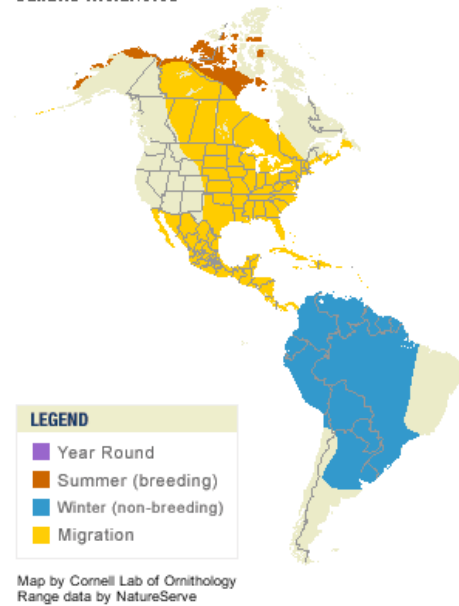 LEGEND
Year Round
Summer (breeding)
Winter (non-breeding)
Migration
Map by Cornell Lab of Ornithology
Range data by NatureServe